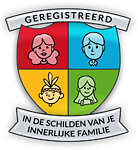 GEREGISTREERD
IN DE SCHILDEN VAN JE
INNERLIJKE FAMILIE